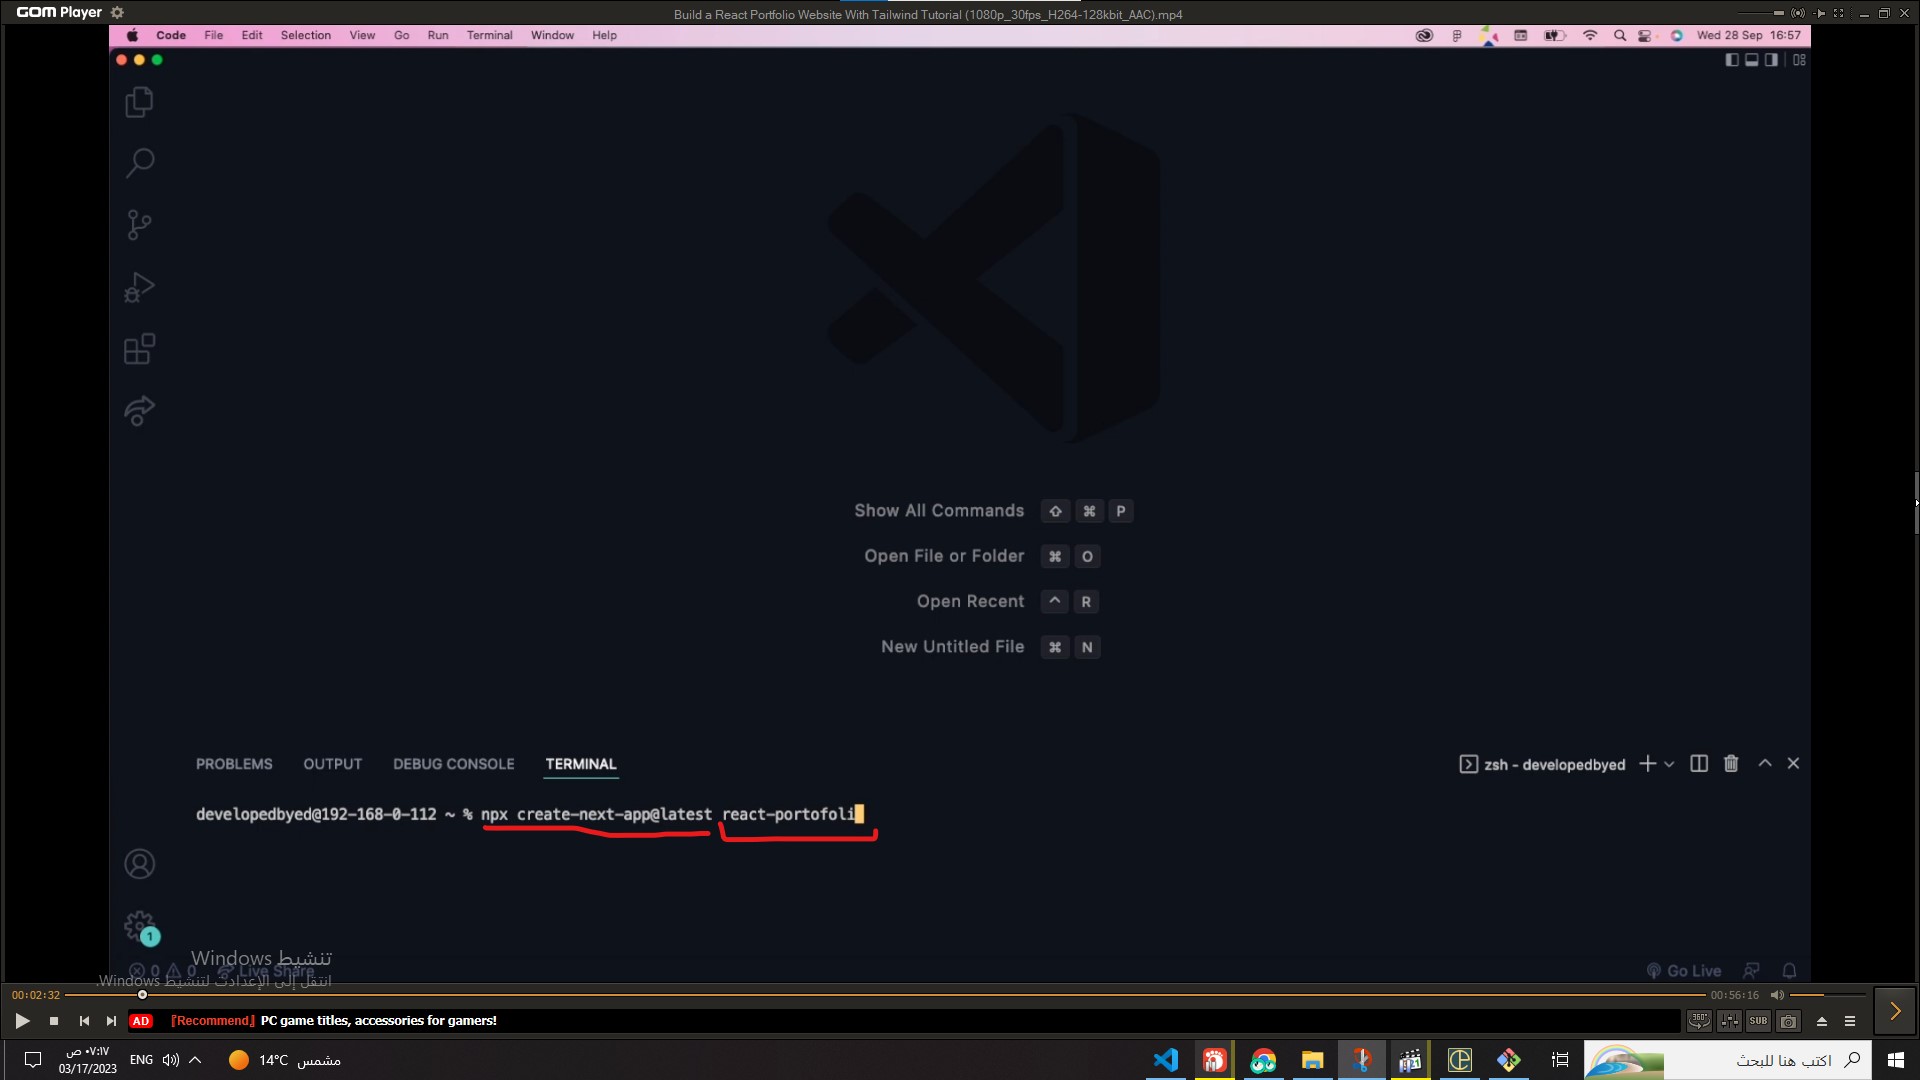 GOM Player
Build a React Portfolio Website With Tailwind Tutorial (1080p_30fps_H264-128kbit_AAC).mp4
Code File Edit Selection View Go Run Terminal Window Help
Wed 28 Sep 16:57
Show All Commands ⇧ ⌘ P
Open File or Folder ⌘ O
Open Recent ^ R
New Untitled File ⌘ N
PROBLEMS OUTPUT DEBUG CONSOLE TERMINAL
zsh - developedbyed
developedbyed@192-168-0-112 ~ % npx create-next-app@latest react-portofoli
1
تنشيط Windows
0 0 Live Share
انتقل إلى الإعدادات لتنشيط Windows.
Go Live
00:02:32
00:56:16
AD [Recommend] PC game titles, accessories for gamers!
360°
SUB
٠٧:١٧ ص
03/17/2023
ENG
14°C مشمس
321
اكتب هنا للبحث